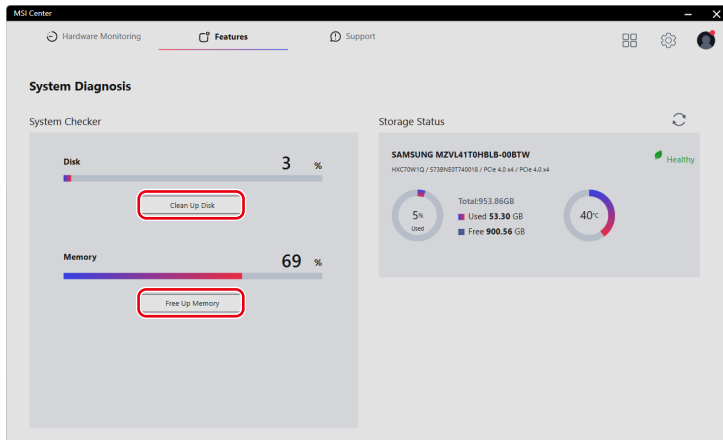 MSI Center
Hardware Monitoring
Features
Support
System Diagnosis
System Checker
Disk
3 %
Clean Up Disk
Memory
69 %
Free Up Memory
Storage Status
SAMSUNG MZVL41T0HBLB-00BTW
Healthy
HXC70W1Q / S738NE0T740018 / PCIe 4.0 x4 / PCIe 4.0 x4
5%
Used
Total:953.86GB
Used 53.30 GB
Free 900.56 GB
40°C